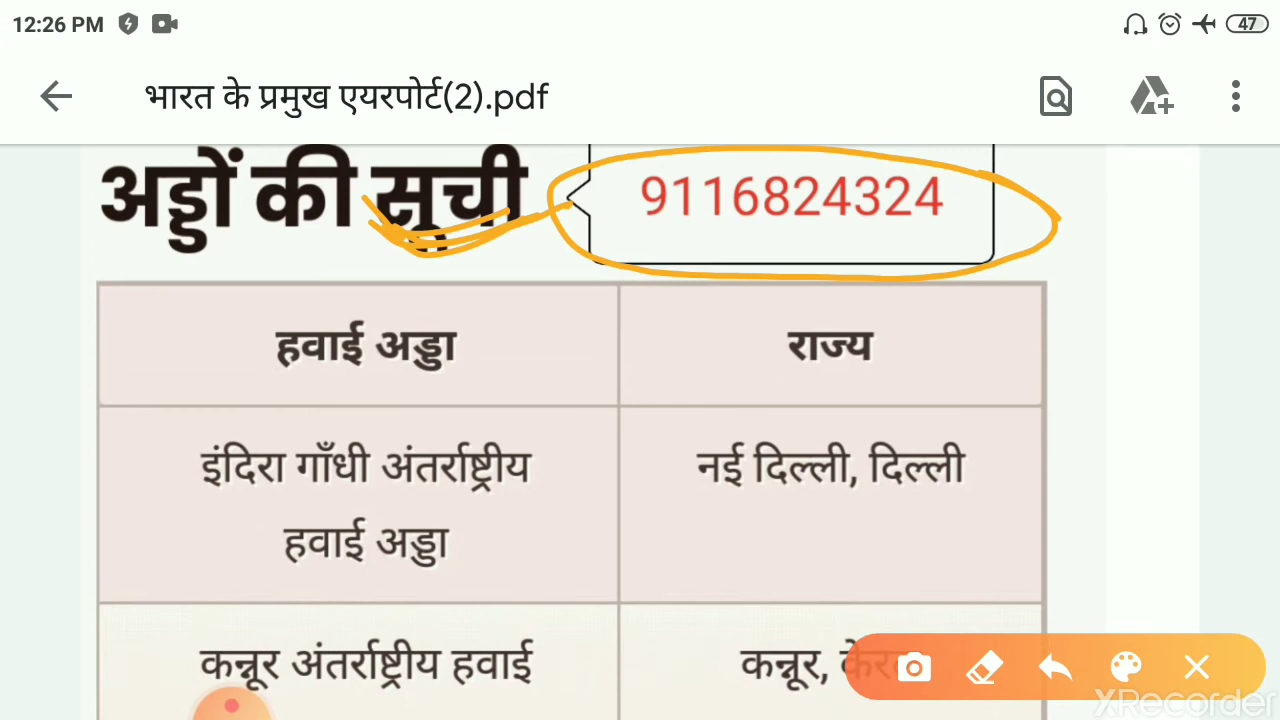 12:26 PM 47
भारत के प्रमुख एयरपोर्ट(2).pdf
अड्डों की सूची 9116824324
हवाई अड्डा राज्य
इंदिरा गाँधी अंतर्राष्ट्रीय नई दिल्ली, दिल्ली
हवाई अड्डा
कन्नूर अंतर्राष्ट्रीय हवाई कन्नूर,
XRecorder